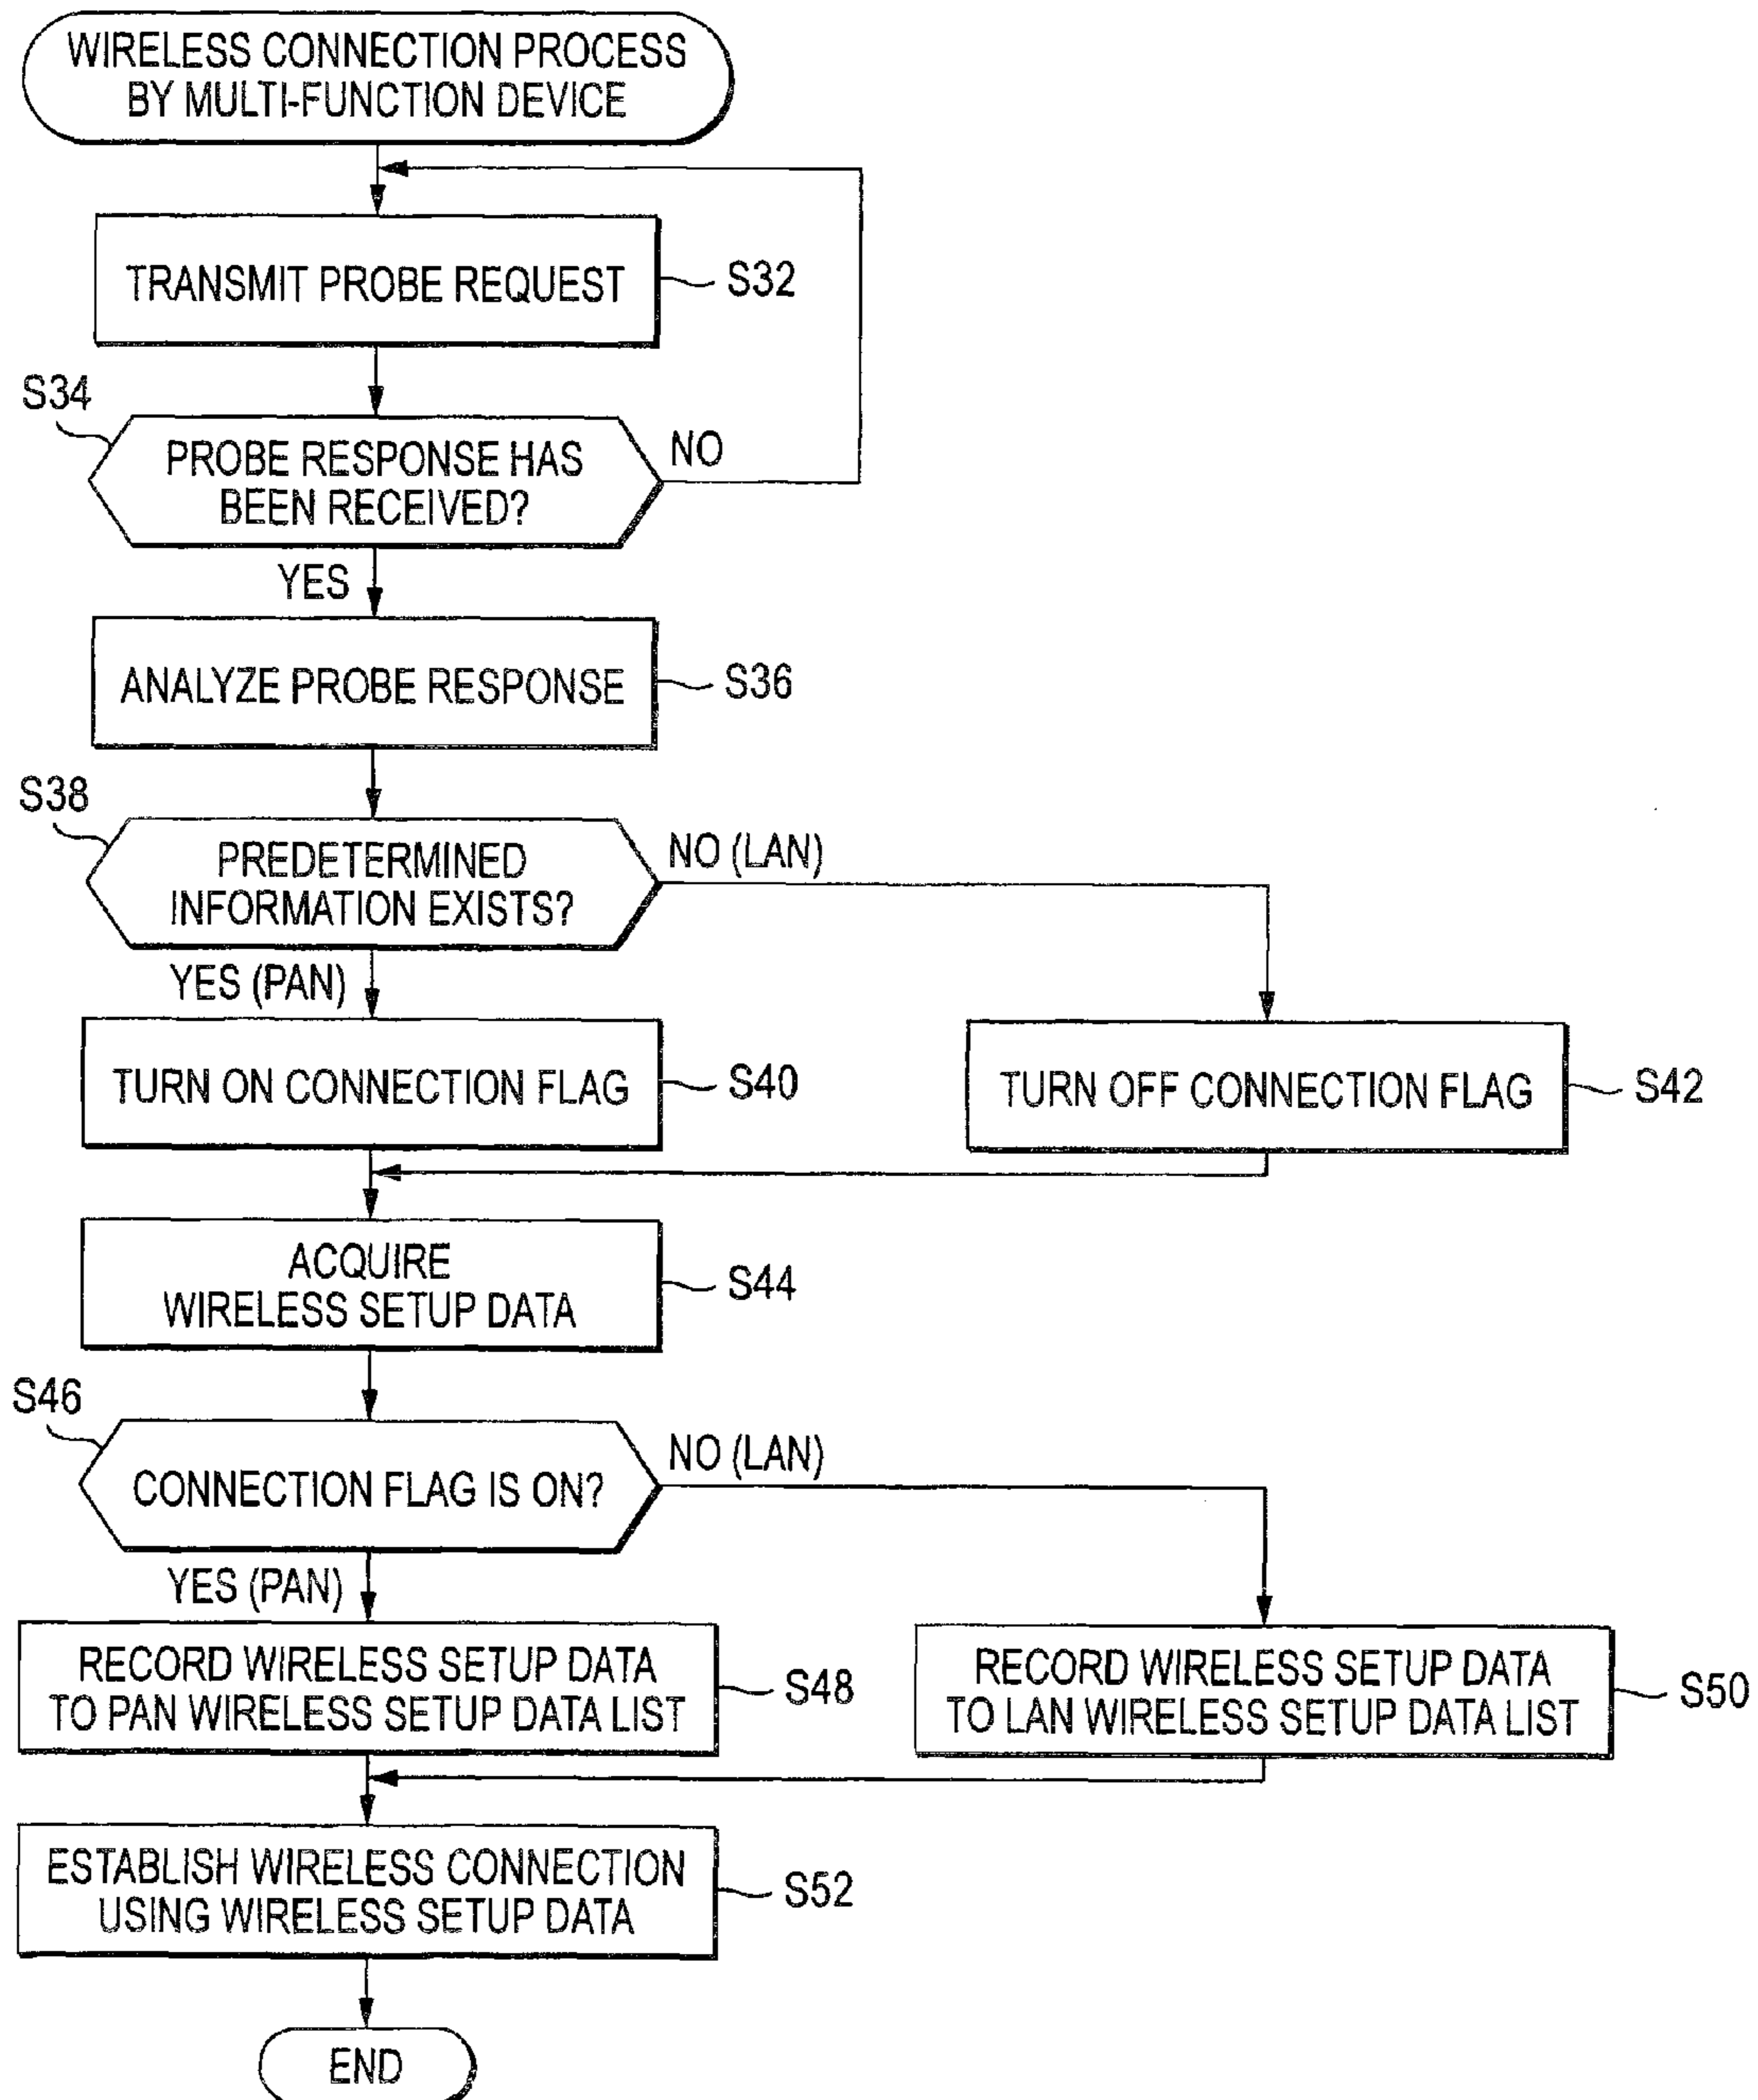 WIRELESS CONNECTION PROCESS
BY MULTI-FUNCTION DEVICE
TRANSMIT PROBE REQUEST
S32
S34
PROBE RESPONSE HAS
BEEN RECEIVED?
NO
YES
ANALYZE PROBE RESPONSE
S36
S38
PREDETERMINED
INFORMATION EXISTS?
NO (LAN)
YES (PAN)
TURN ON CONNECTION FLAG
S40
TURN OFF CONNECTION FLAG
S42
ACQUIRE
WIRELESS SETUP DATA
S44
S46
CONNECTION FLAG IS ON?
NO (LAN)
YES (PAN)
RECORD WIRELESS SETUP DATA
TO PAN WIRELESS SETUP DATA LIST
S48
RECORD WIRELESS SETUP DATA
TO LAN WIRELESS SETUP DATA LIST
S50
ESTABLISH WIRELESS CONNECTION
USING WIRELESS SETUP DATA
S52
END